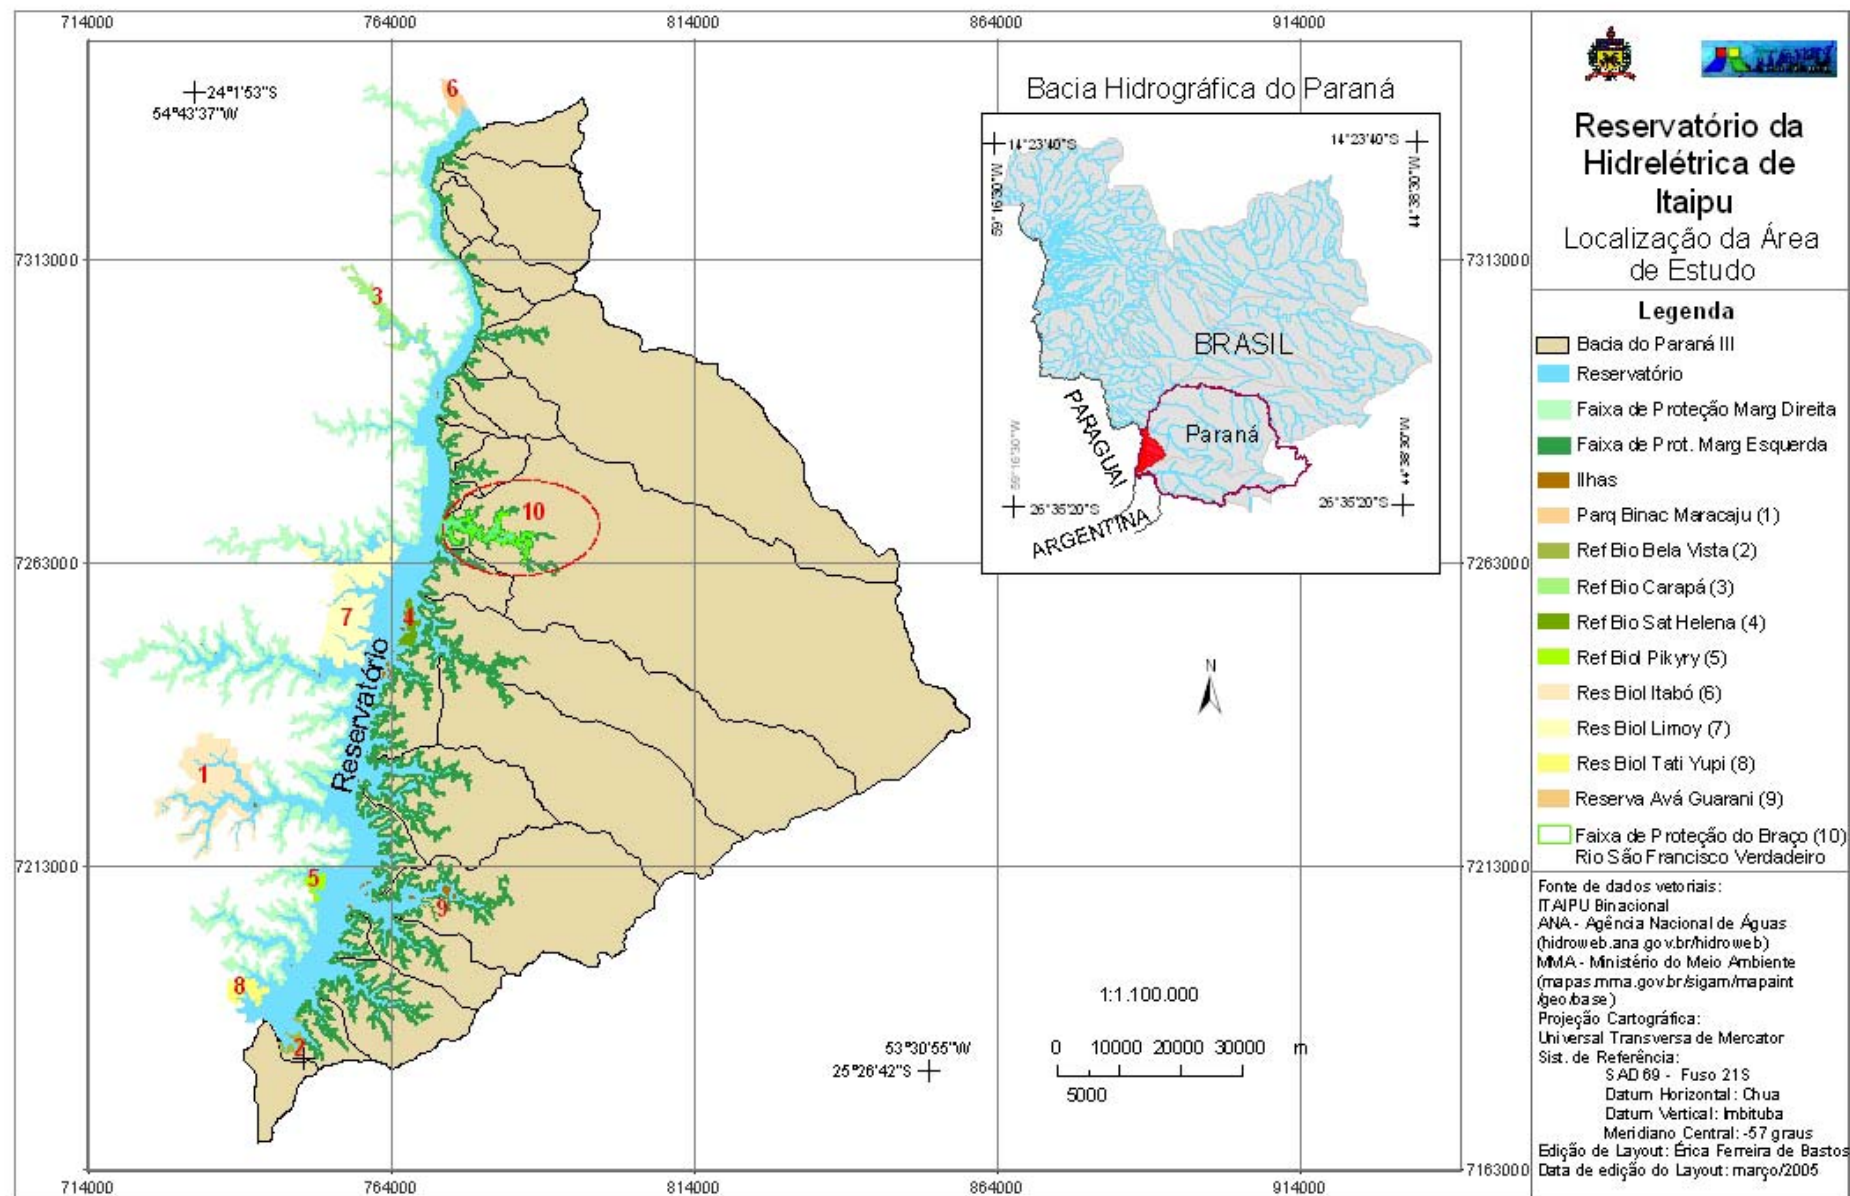 714000
764000
814000
864000
914000
24°1'53"S
54°43'37"W
6
Bacia Hidrográfica do Paraná
14°23'40"S
14°23'40"S
59°16'30"W
BRASIL
PARAGUAI
Paraná
59°16'30"W
26°35'20"S
26°35'20"S
ARGENTINA
7313000
7313000
3
10
7263000
7263000
7
4
Reservatório
N
1
7213000
7213000
5
9
8
2
1:1.100.000
53°30'55"W
25°26'42"S
0
10000
20000
30000
m
5000
7163000
714000
764000
814000
864000
914000
Reservatório da
Hidrelétrica de
Itaipu
Localização da Área
de Estudo
Legenda
Bacia do Paraná III
Reservatório
Faixa de Proteção Marg Direita
Faixa de Prot. Marg Esquerda
Ilhas
Parq Binac Maracaju (1)
Ref Bio Bela Vista (2)
Ref Bio Carapá (3)
Ref Bio Sat Helena (4)
Ref Biol Pikyry (5)
Res Biol Itabó (6)
Res Biol Limoy (7)
Res Biol Tati Yupi (8)
Reserva Avá Guarani (9)
Faixa de Proteção do Braço (10)
Rio São Francisco Verdadeiro
Fonte de dados vetoriais:
ITAIPU Binacional
ANA - Agência Nacional de Águas
(hidroweb.ana.gov.br/hidroweb)
MMA - Ministério do Meio Ambiente
(mapas.mma.gov.br/sigam/mapaint
/geo/base)
Projeção Cartográfica:
Universal Transversa de Mercator
Sist. de Referência:
SAD 69 - Fuso 21S
Datum Horizontal: Chua
Datum Vertical: Imbituba
Meridiano Central: -57 graus
Edição de Layout: Érica Ferreira de Bastos
Data de edição do Layout: março/2005